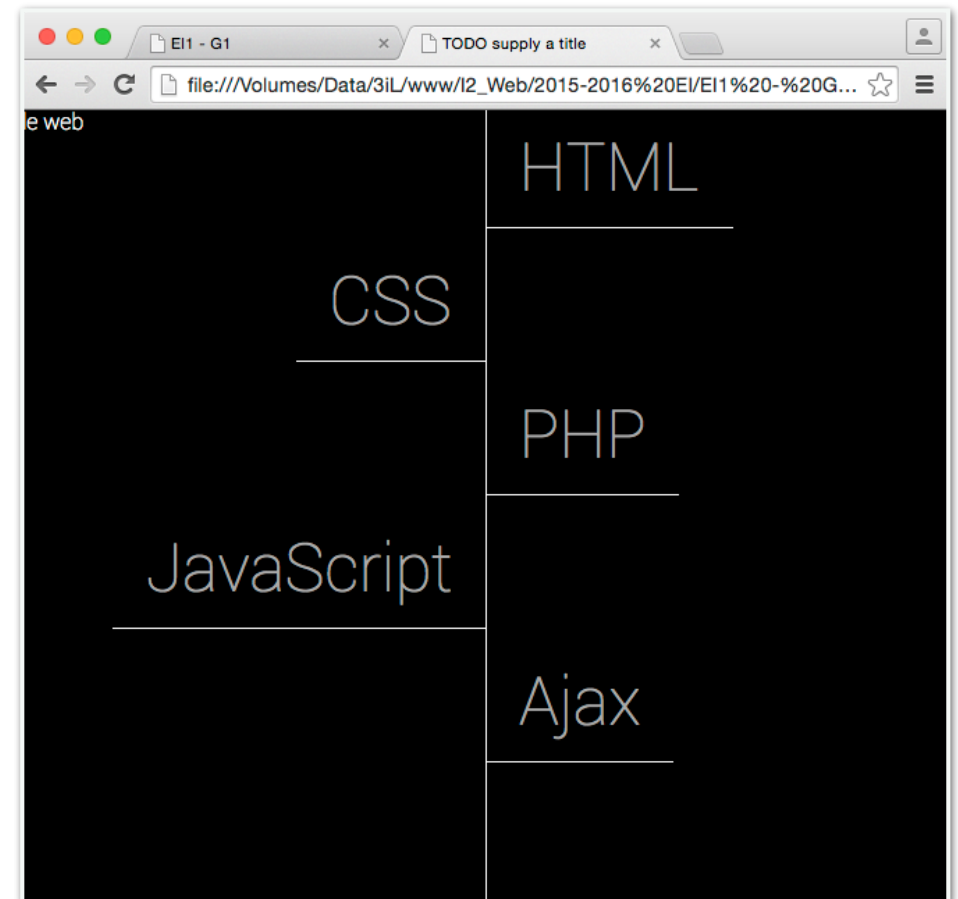 EI1 - G1
TODO supply a title
file:///Volumes/Data/3iL/www/I2_Web/2015-2016%20EI/EI1%20-%20G...
le web
HTML
CSS
PHP
JavaScript
Ajax